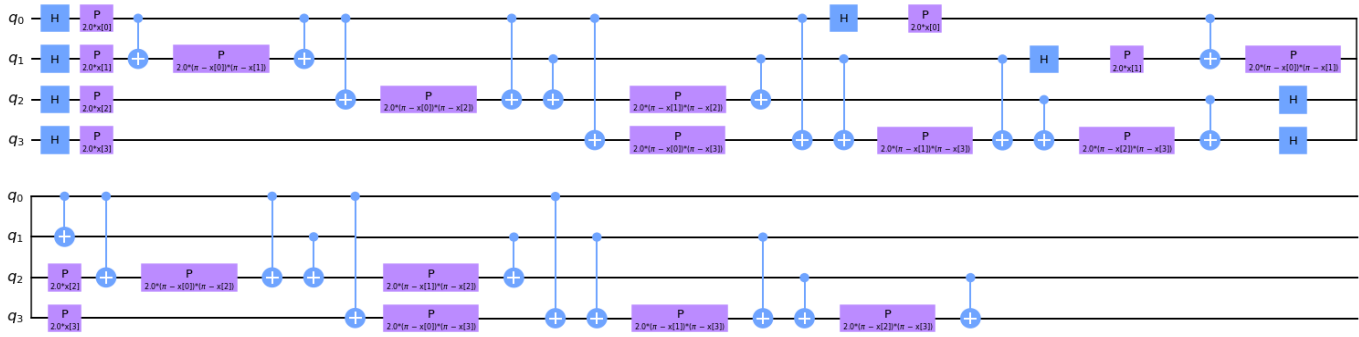 q0 H P 2.0*x[0] H P 2.0*x[0]
q1 H P 2.0*x[1] P 2.0*(π − x[0])*(π − x[1]) H P 2.0*x[1] P 2.0*(π − x[0])*(π − x[1])
q2 H P 2.0*x[2] P 2.0*(π − x[0])*(π − x[2]) P 2.0*(π − x[1])*(π − x[2]) H
q3 H P 2.0*x[3] P 2.0*(π − x[0])*(π − x[3]) P 2.0*(π − x[1])*(π − x[3]) P 2.0*(π − x[2])*(π − x[3]) H
q0
q1
q2 P 2.0*x[2] P 2.0*(π − x[0])*(π − x[2]) P 2.0*(π − x[1])*(π − x[2])
q3 P 2.0*x[3] P 2.0*(π − x[0])*(π − x[3]) P 2.0*(π − x[1])*(π − x[3]) P 2.0*(π − x[2])*(π − x[3])